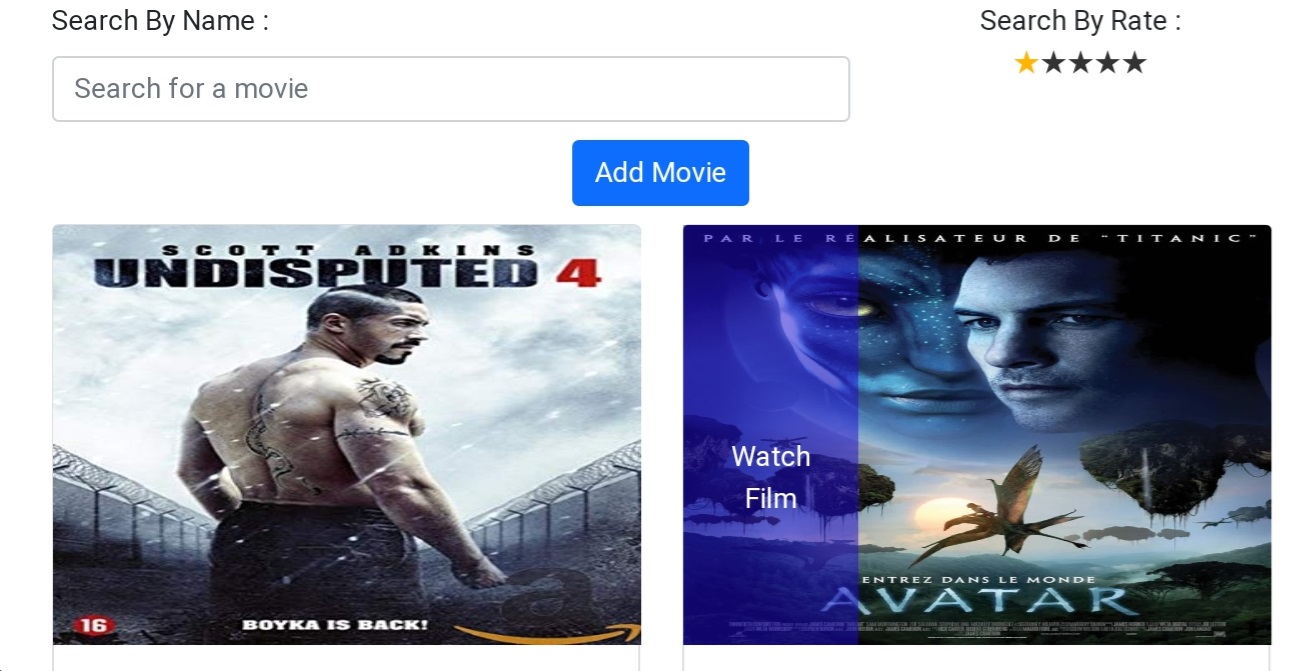 Search By Name :
Search By Rate :
Search for a movie
Add Movie
SCOTT ADKINS
UNDISPUTED 4
16
BOYKA IS BACK!
PAR LE RÉALISATEUR DE "TITANIC"
Watch
Film
ENTREZ DANS LE MONDE
AVATAR